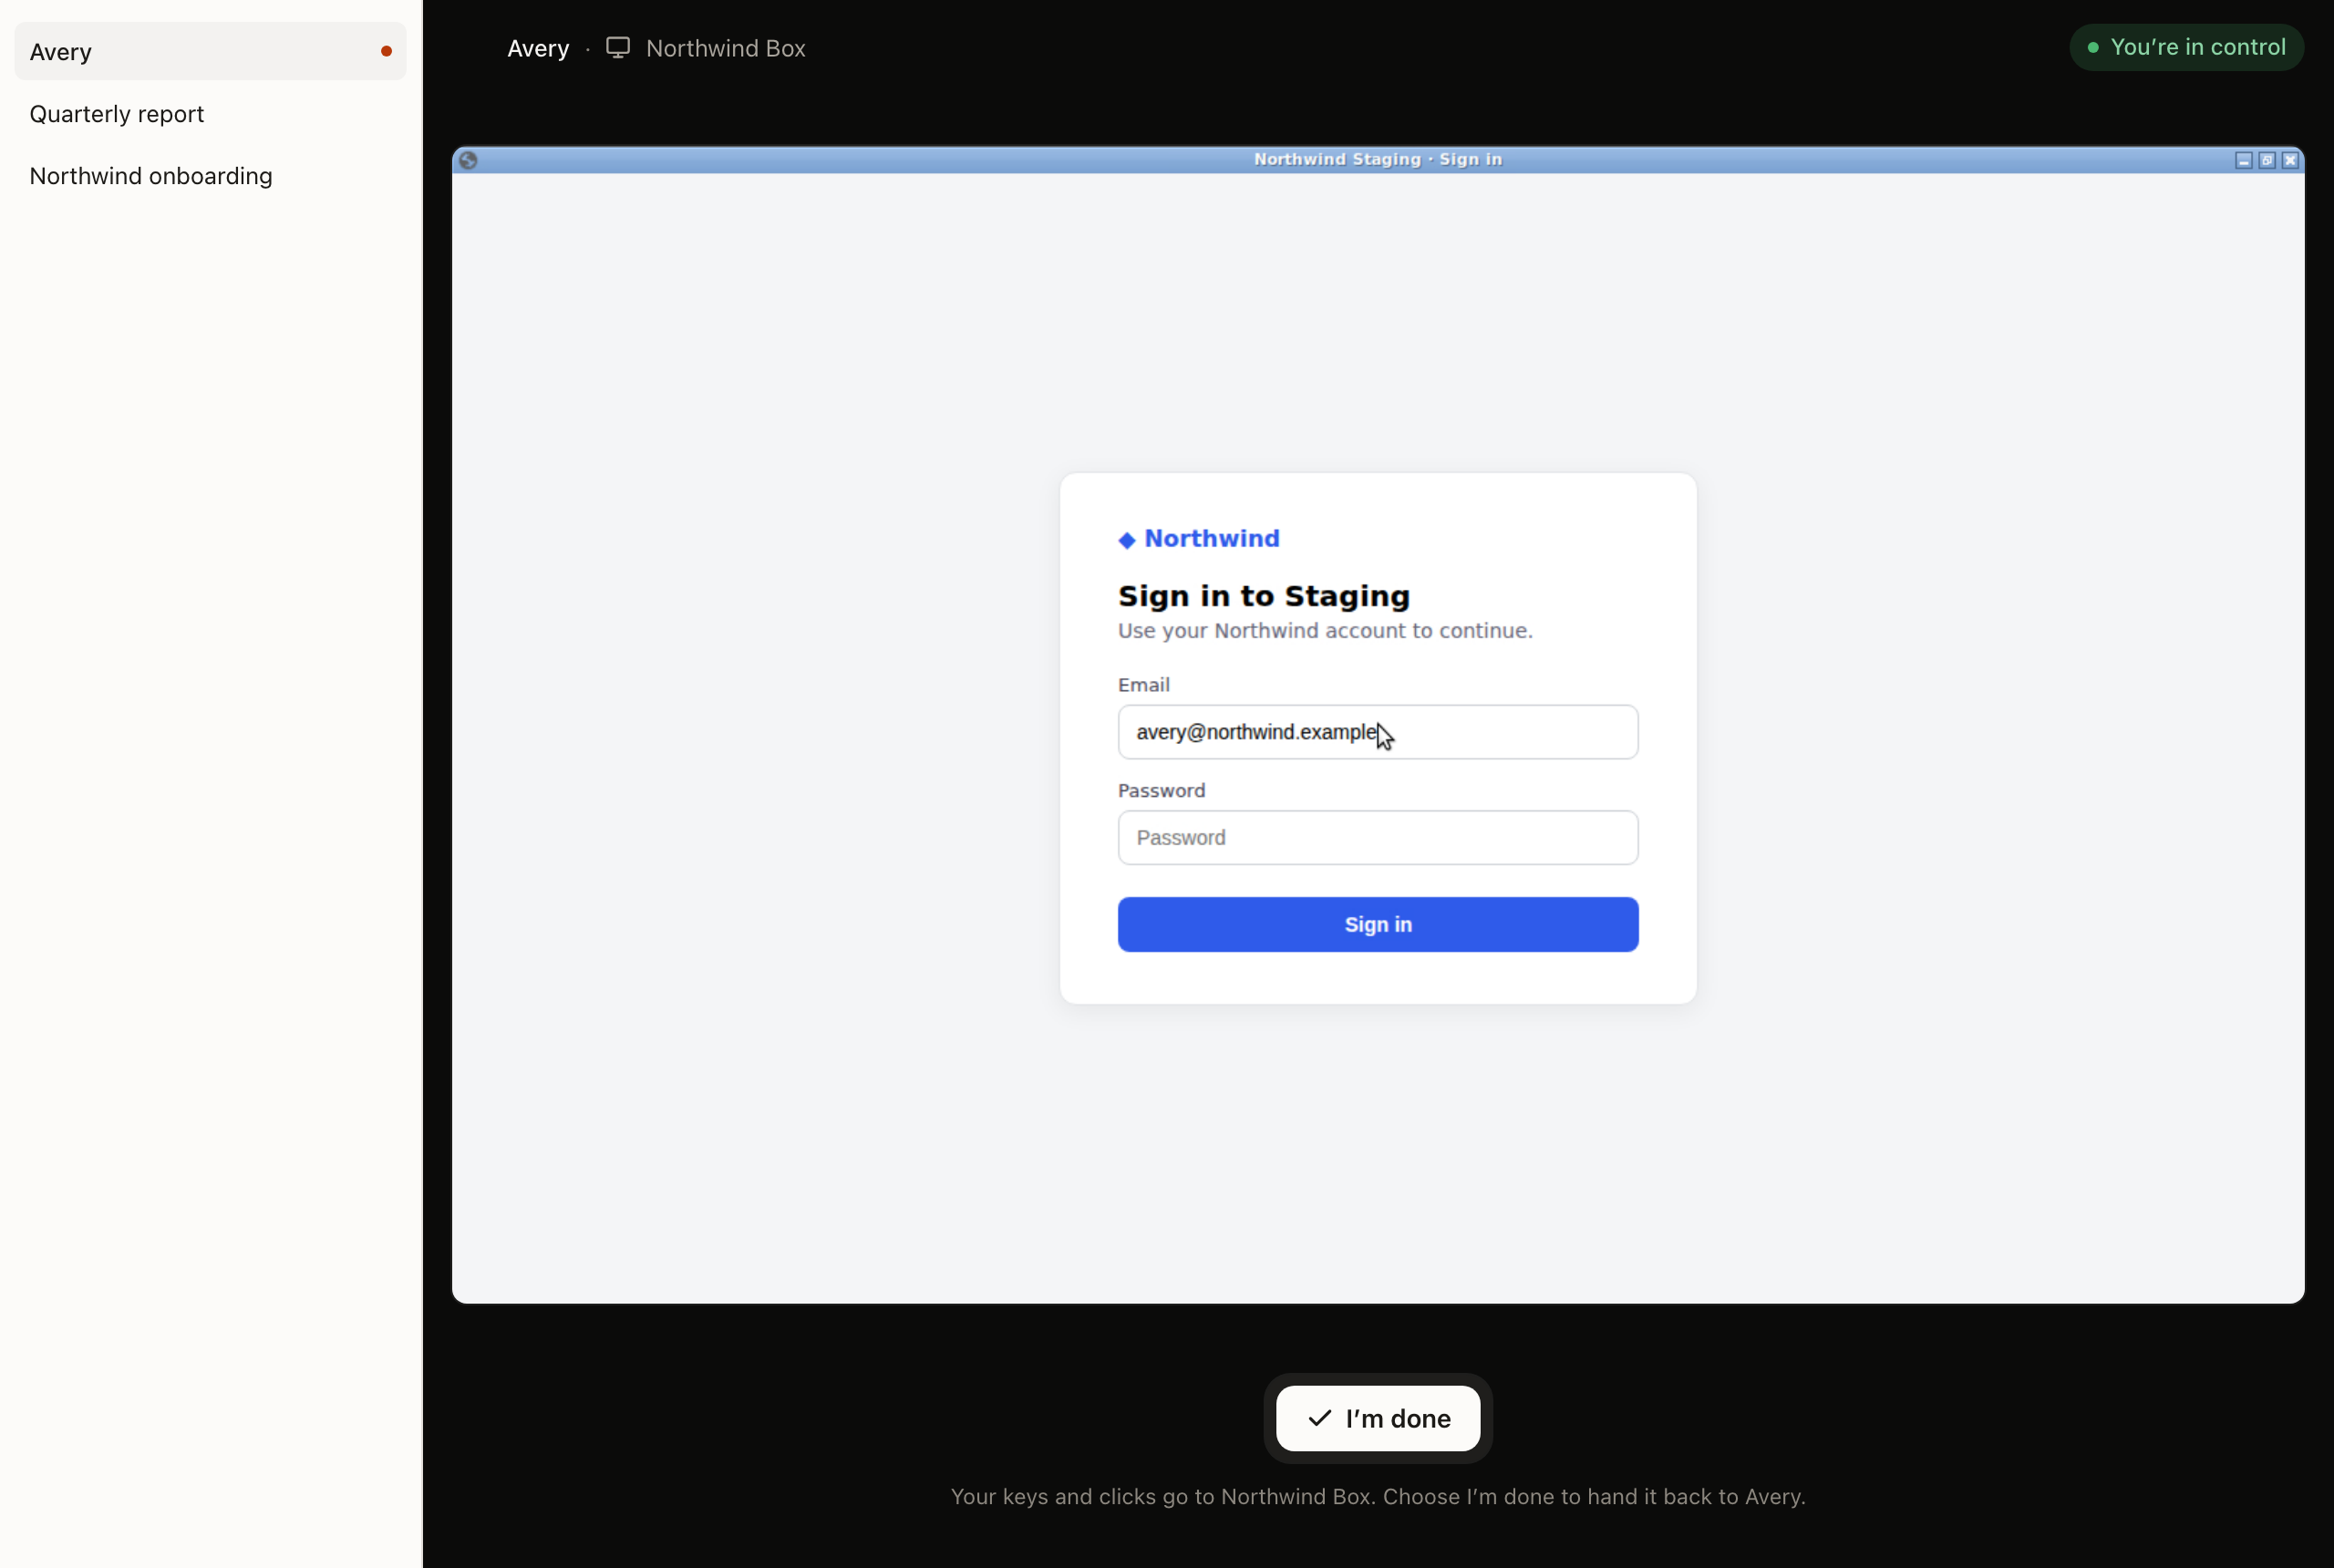 Avery
Quarterly report
Northwind onboarding
Avery · Northwind Box
You’re in control
Northwind Staging · Sign in
Northwind
Sign in to Staging
Use your Northwind account to continue.
Email
avery@northwind.example
Password
Password
Sign in
I’m done
Your keys and clicks go to Northwind Box. Choose I’m done to hand it back to Avery.